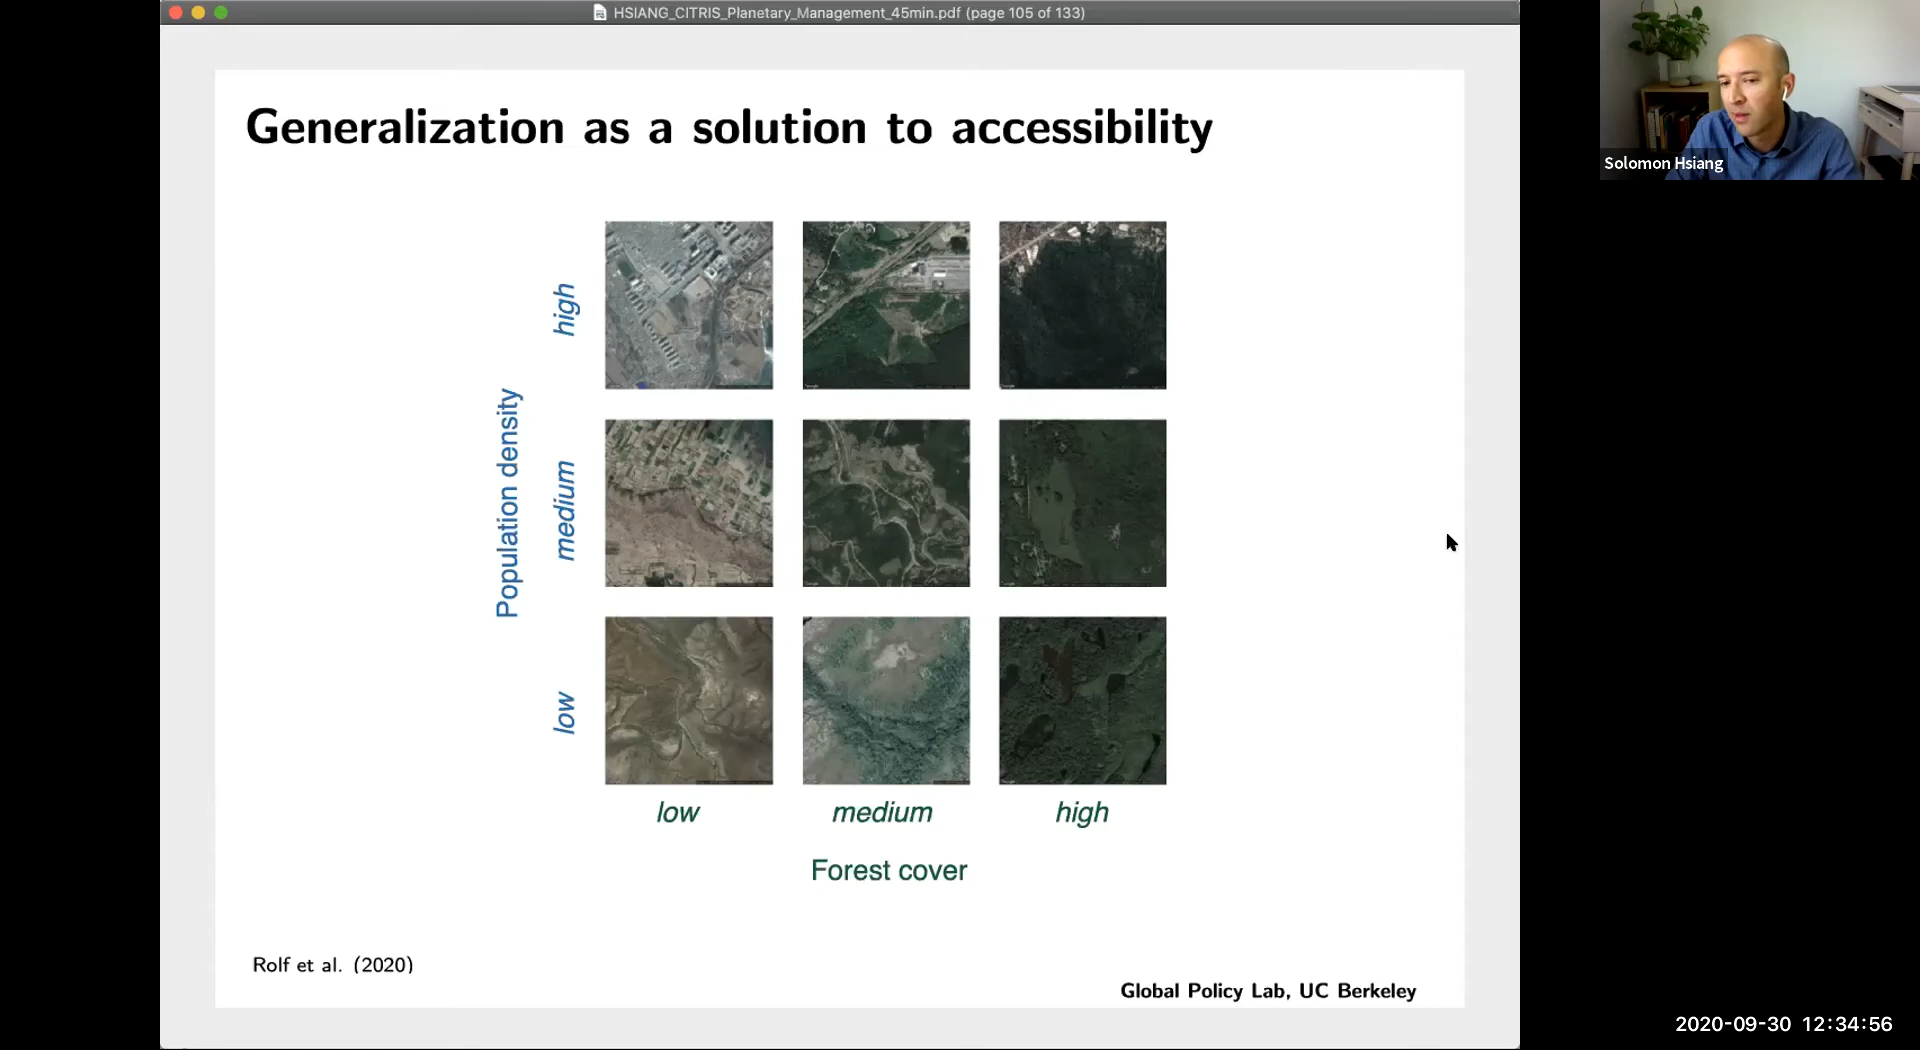 HSIANG_CITRIS_Planetary_Management_45min.pdf (page 105 of 133)
Generalization as a solution to accessibility
Solomon Hsiang
Population density
high
medium
low
low medium high
Forest cover
Rolf et al. (2020)
Global Policy Lab, UC Berkeley
2020-09-30 12:34:56